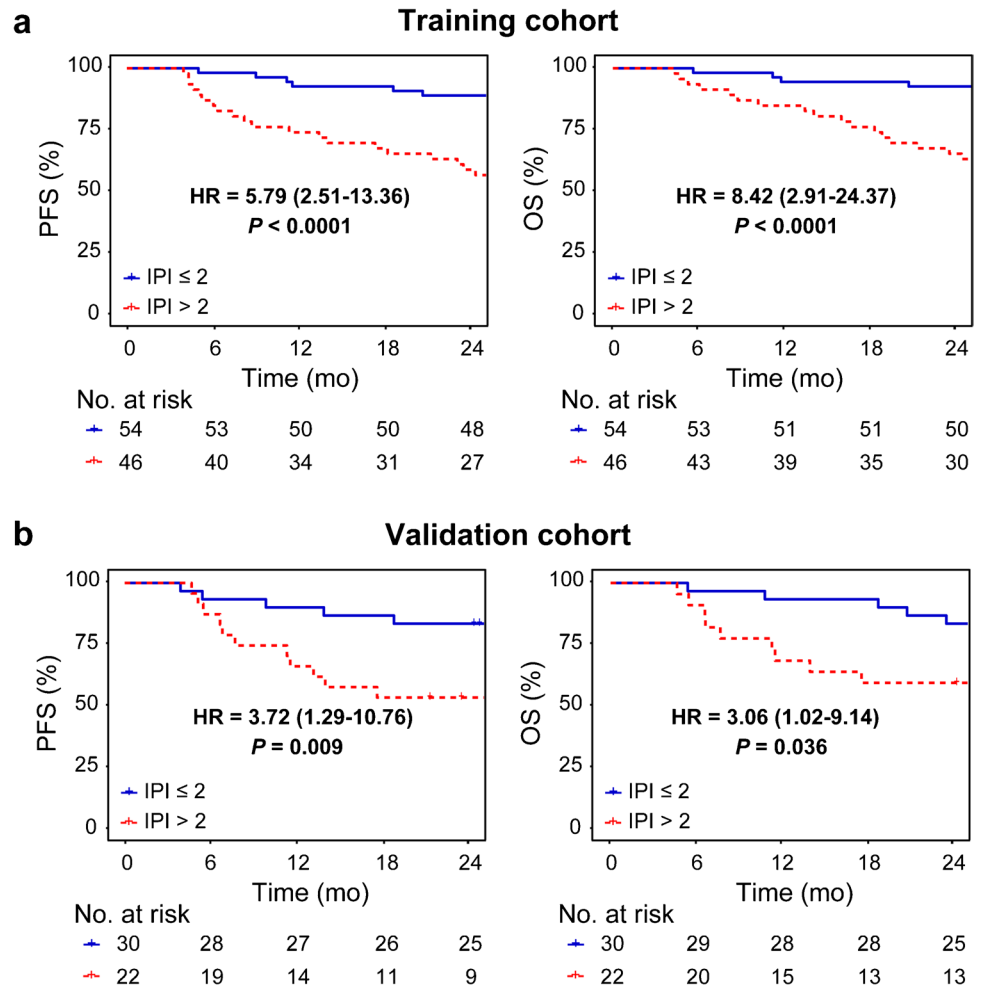 a
Training cohort
PFS (%)
100
75
50
25
0
HR = 5.79 (2.51-13.36)
P < 0.0001
IPI ≤ 2
IPI > 2
0 6 12 18 24
Time (mo)
No. at risk
54 53 50 50 48
46 40 34 31 27
OS (%)
100
75
50
25
0
HR = 8.42 (2.91-24.37)
P < 0.0001
IPI ≤ 2
IPI > 2
0 6 12 18 24
Time (mo)
No. at risk
54 53 51 51 50
46 43 39 35 30
b
Validation cohort
PFS (%)
100
75
50
25
0
HR = 3.72 (1.29-10.76)
P = 0.009
IPI ≤ 2
IPI > 2
0 6 12 18 24
Time (mo)
No. at risk
30 28 27 26 25
22 19 14 11 9
OS (%)
100
75
50
25
0
HR = 3.06 (1.02-9.14)
P = 0.036
IPI ≤ 2
IPI > 2
0 6 12 18 24
Time (mo)
No. at risk
30 29 28 28 25
22 20 15 13 13